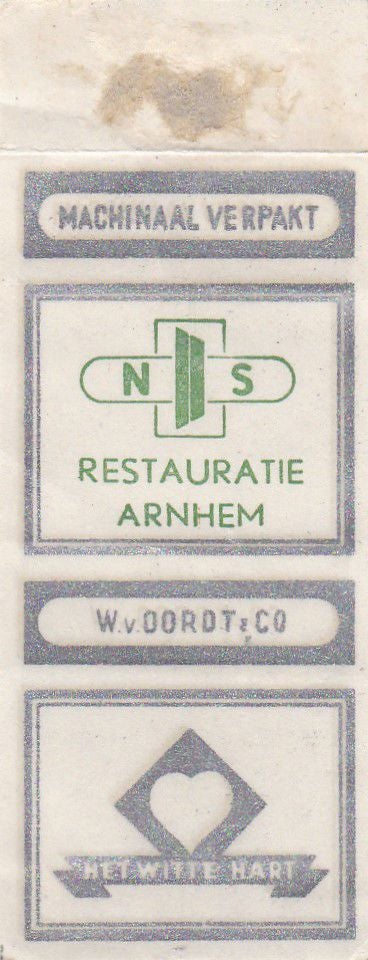 MACHINAAL VERPAKT
N S
RESTAURATIE
ARNHEM
W.v.OORDT & CO
HET WITTE HART